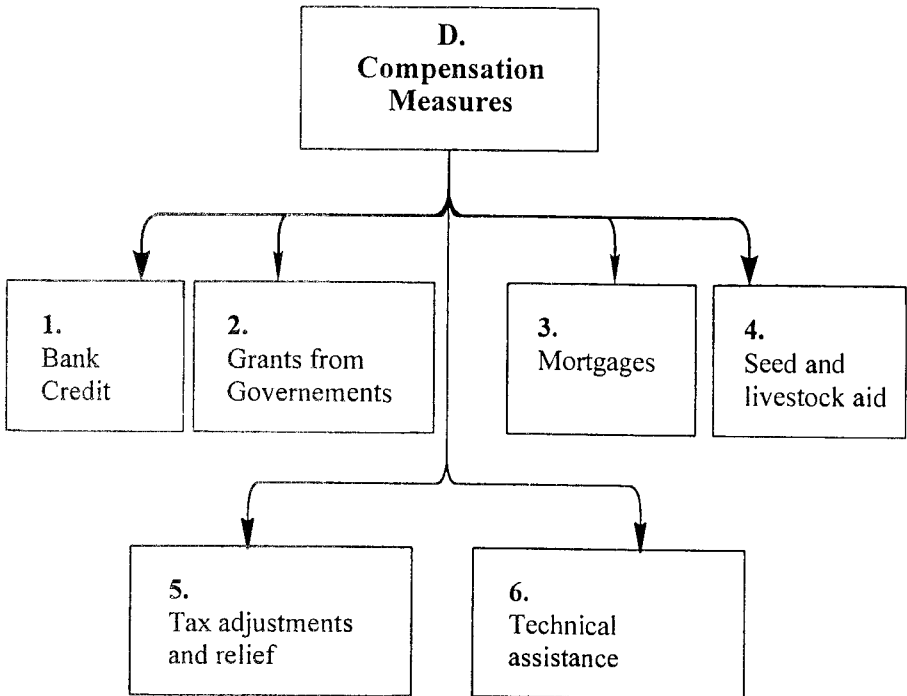 D.
Compensation
Measures
1.
Bank
Credit
2.
Grants from
Governements
3.
Mortgages
4.
Seed and
livestock aid
5.
Tax adjustments
and relief
6.
Technical
assistance